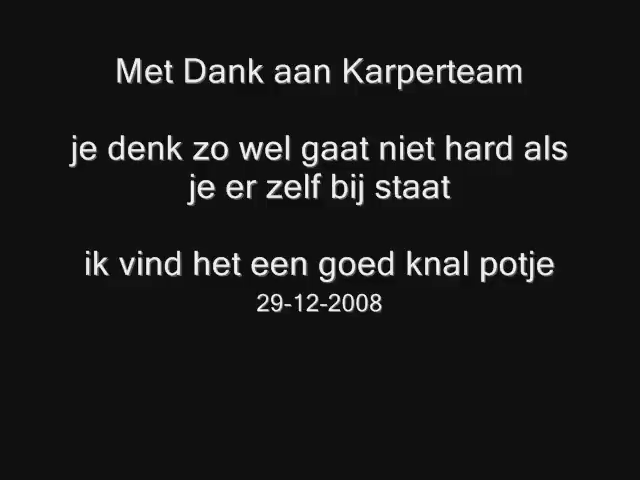 Met Dank aan Karperteam
je denk zo wel gaat niet hard als
je er zelf bij staat
ik vind het een goed knal potje
29-12-2008